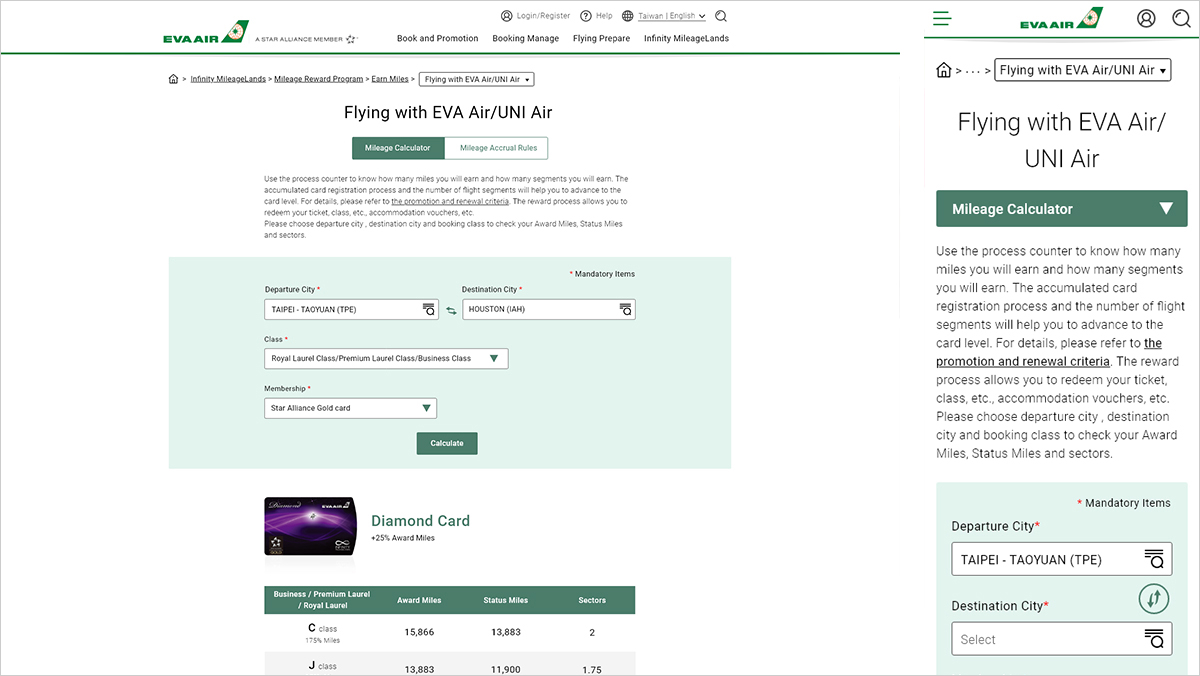 Login/Register Help Taiwan | English
EVA AIR A STAR ALLIANCE MEMBER
Book and Promotion Booking Manage Flying Prepare Infinity MileageLands
> Infinity MileageLands > Mileage Reward Program > Earn Miles > Flying with EVA Air/UNI Air
Flying with EVA Air/UNI Air
Mileage Calculator Mileage Accrual Rules
Use the process counter to know how many miles you will earn and how many segments you will earn. The
accumulated card registration process and the number of flight segments will help you to advance to the
card level. For details, please refer to the promotion and renewal criteria. The reward process allows you to
redeem your ticket, class, etc., accommodation vouchers, etc.
Please choose departure city , destination city and booking class to check your Award Miles, Status Miles
and sectors.
* Mandatory Items
Departure City * Destination City *
TAIPEI - TAOYUAN (TPE) HOUSTON (IAH)
Class *
Royal Laurel Class/Premium Laurel Class/Business Class
Membership *
Star Alliance Gold card
Calculate
Diamond EVA AIR
Diamond Card
+25% Award Miles
Business / Premium Laurel
/ Royal Laurel Award Miles Status Miles Sectors
C class
175% Miles 15,866 13,883 2
J class 13,883 11,900 1.75
EVA AIR
> ... > Flying with EVA Air/UNI Air
Flying with EVA Air/
UNI Air
Mileage Calculator
Use the process counter to know how many
miles you will earn and how many segments
you will earn. The accumulated card
registration process and the number of flight
segments will help you to advance to the
card level. For details, please refer to the
promotion and renewal criteria. The reward
process allows you to redeem your ticket,
class, etc., accommodation vouchers, etc.
Please choose departure city , destination
city and booking class to check your Award
Miles, Status Miles and sectors.
* Mandatory Items
Departure City*
TAIPEI - TAOYUAN (TPE)
Destination City*
Select